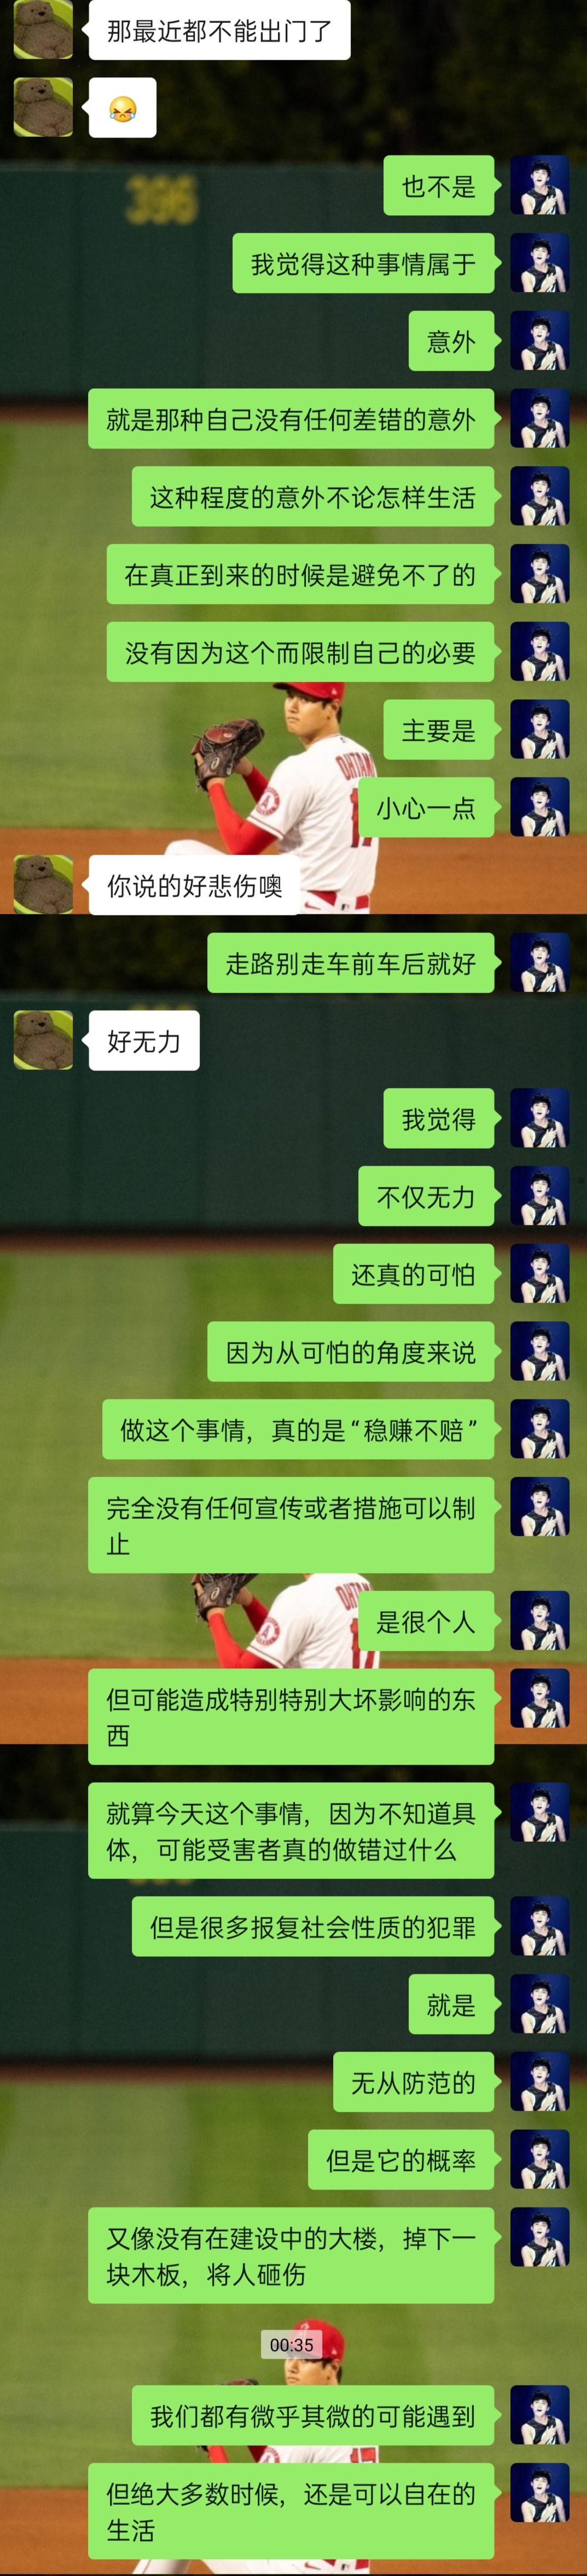 那最近都不能出门了
😭
396
也不是
我觉得这种事情属于
意外
就是那种自己没有任何差错的意外
这种程度的意外不论怎样生活
在真正到来的时候是避免不了的
没有因为这个而限制自己的必要
主要是
小心一点
你说的好悲伤噢
走路别走车前车后就好
好无力
我觉得
不仅无力
还真的可怕
因为从可怕的角度来说
做这个事情，真的是“稳赚不赔”
完全没有任何宣传或者措施可以制
止
是很个人
但可能造成特别特别大坏影响的东
西
就算今天这个事情，因为不知道具
体，可能受害者真的做错过什么
但是很多报复社会性质的犯罪
就是
无从防范的
但是它的概率
又像没有在建设中的大楼，掉下一
块木板，将人砸伤
00:35
我们都有微乎其微的可能遇到
但绝大多数时候，还是可以自在的
生活